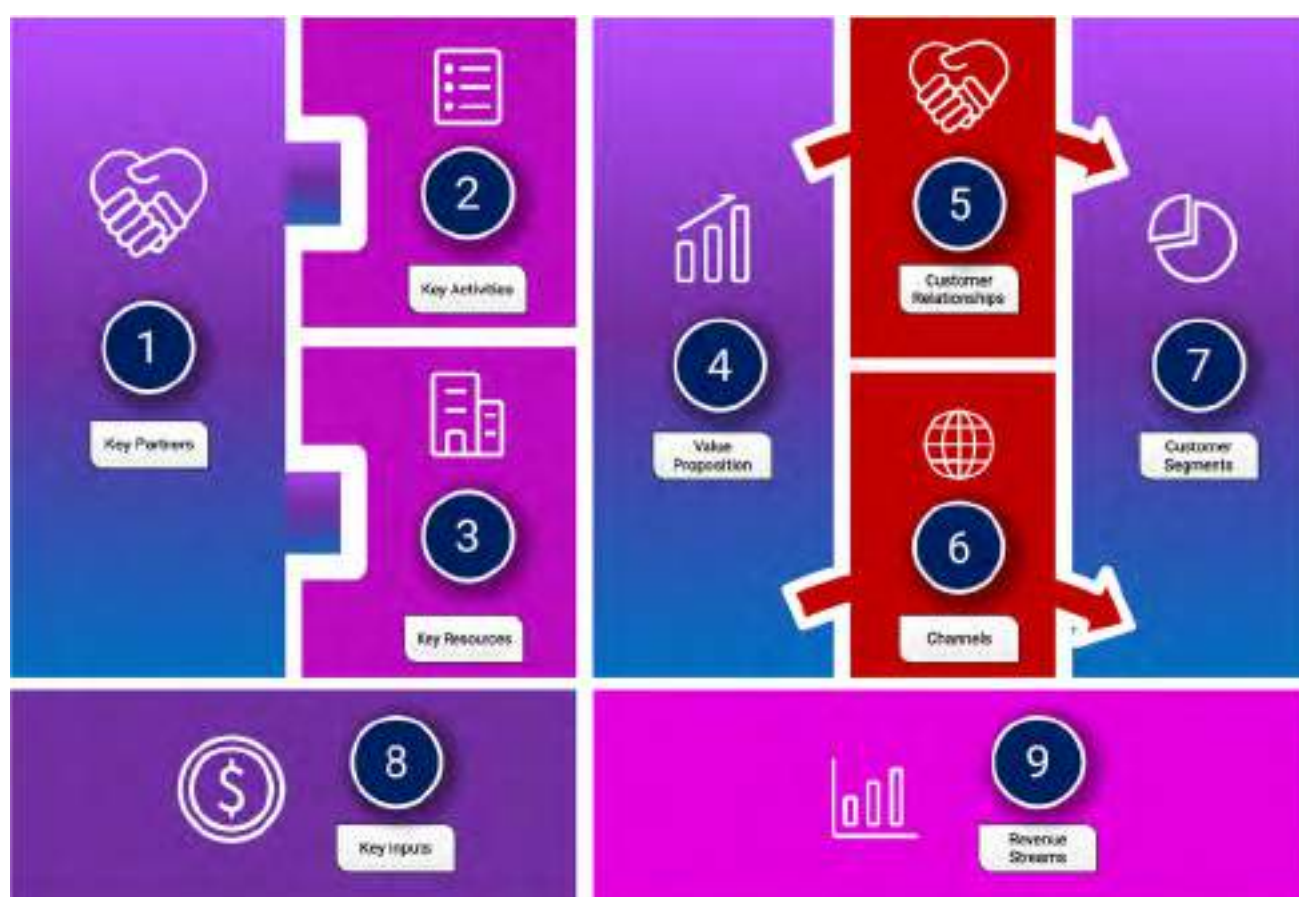 1
Key Partners
2
Key Activities
3
Key Resources
4
Value
Proposition
5
Customer
Relationships
6
Channels
7
Customer
Segments
8
Key Inputs
9
Revenue
Streams
$